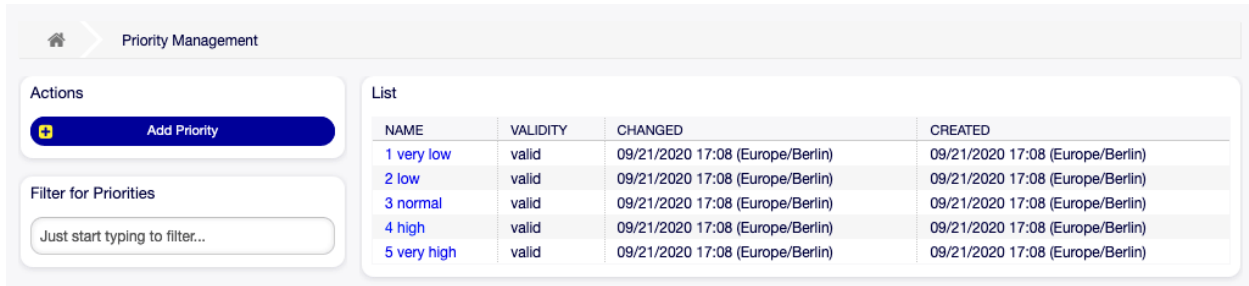 Priority Management
Actions
Add Priority
Filter for Priorities
Just start typing to filter...
List
NAME VALIDITY CHANGED CREATED
1 very low valid 09/21/2020 17:08 (Europe/Berlin) 09/21/2020 17:08 (Europe/Berlin)
2 low valid 09/21/2020 17:08 (Europe/Berlin) 09/21/2020 17:08 (Europe/Berlin)
3 normal valid 09/21/2020 17:08 (Europe/Berlin) 09/21/2020 17:08 (Europe/Berlin)
4 high valid 09/21/2020 17:08 (Europe/Berlin) 09/21/2020 17:08 (Europe/Berlin)
5 very high valid 09/21/2020 17:08 (Europe/Berlin) 09/21/2020 17:08 (Europe/Berlin)